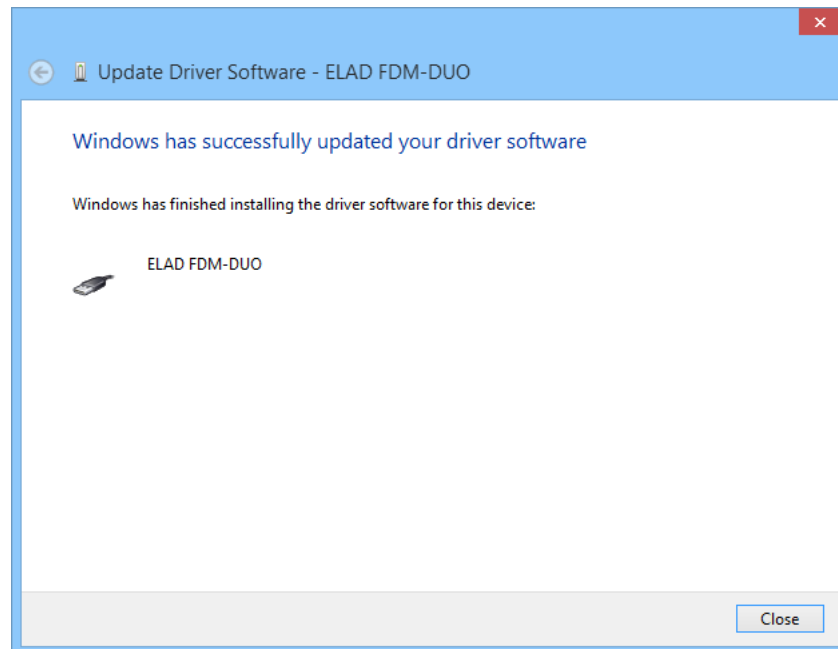 Update Driver Software - ELAD FDM-DUO
Windows has successfully updated your driver software
Windows has finished installing the driver software for this device:
ELAD FDM-DUO
Close